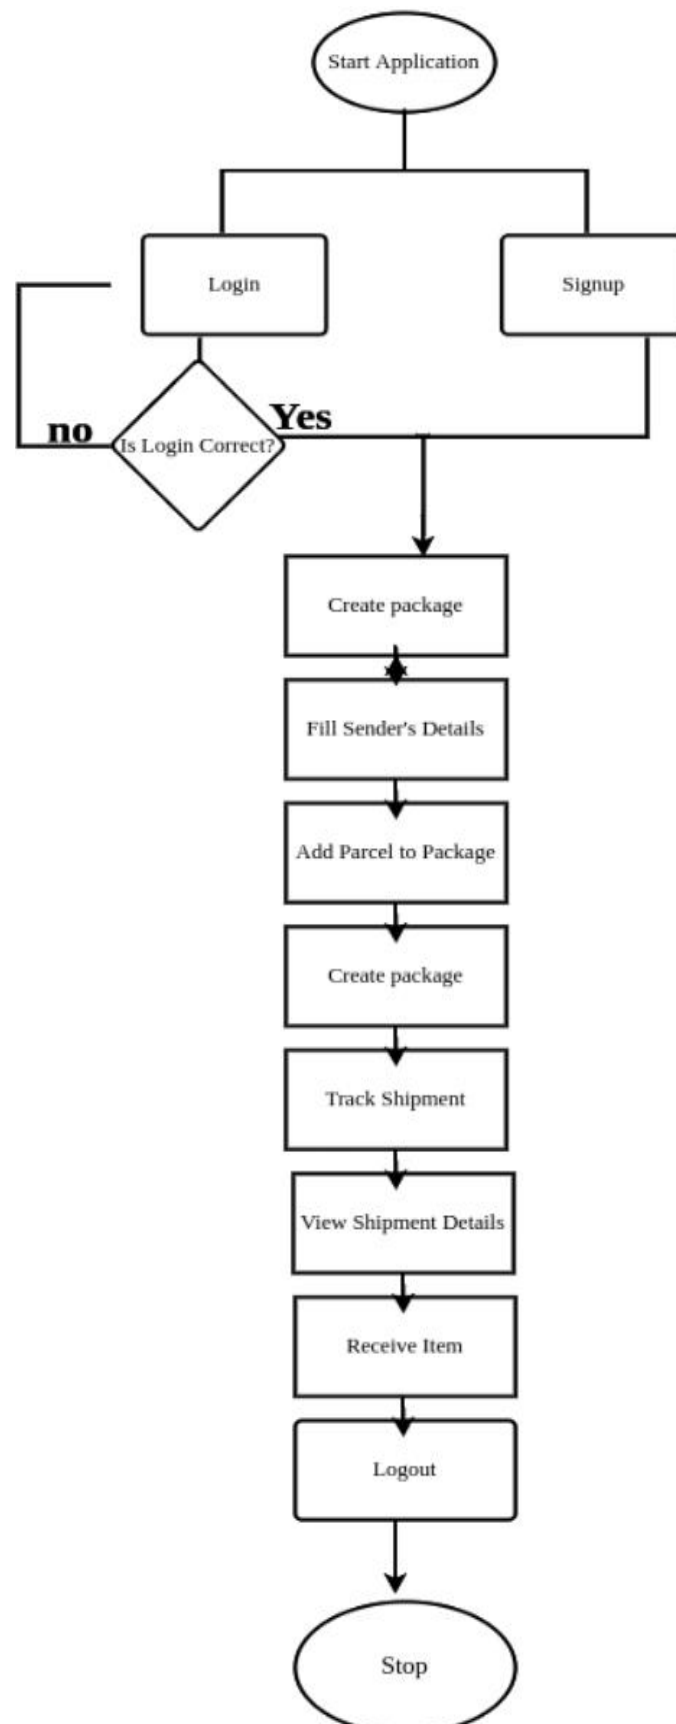 Start Application
Login
Signup
Yes
no
Is Login Correct?
Create package
Fill Sender's Details
Add Parcel to Package
Create package
Track Shipment
View Shipment Details
Receive Item
Logout
Stop